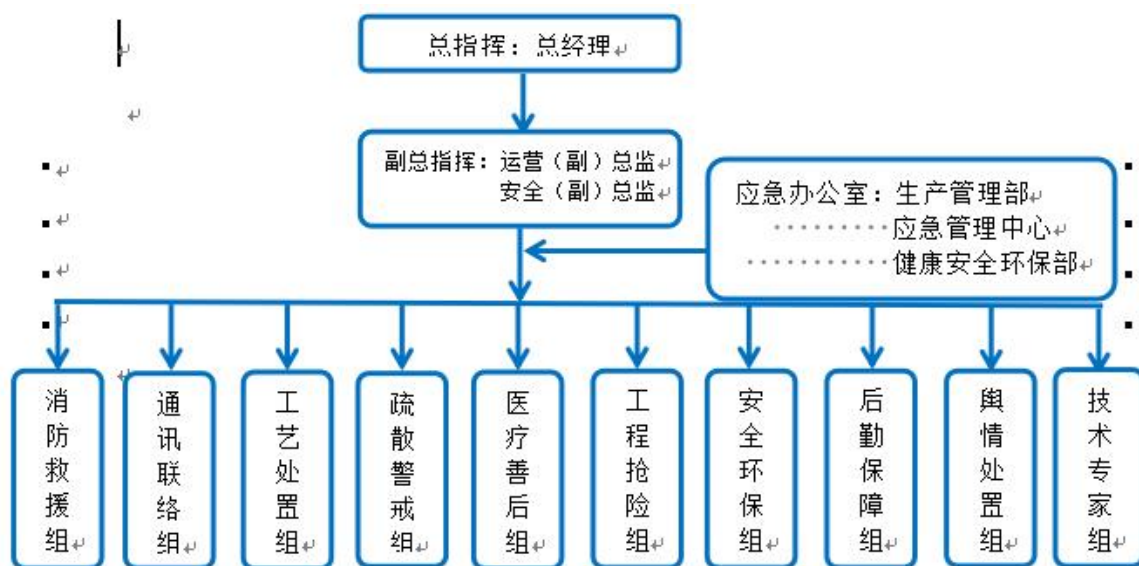 总指挥：总经理
副总指挥：运营（副）总监
安全（副）总监
应急办公室：生产管理部
应急管理中心
健康安全环保部
消防救援组
通讯联络组
工艺处置组
疏散警戒组
医疗善后组
工程抢险组
安全环保组
后勤保障组
舆情处置组
技术专家组